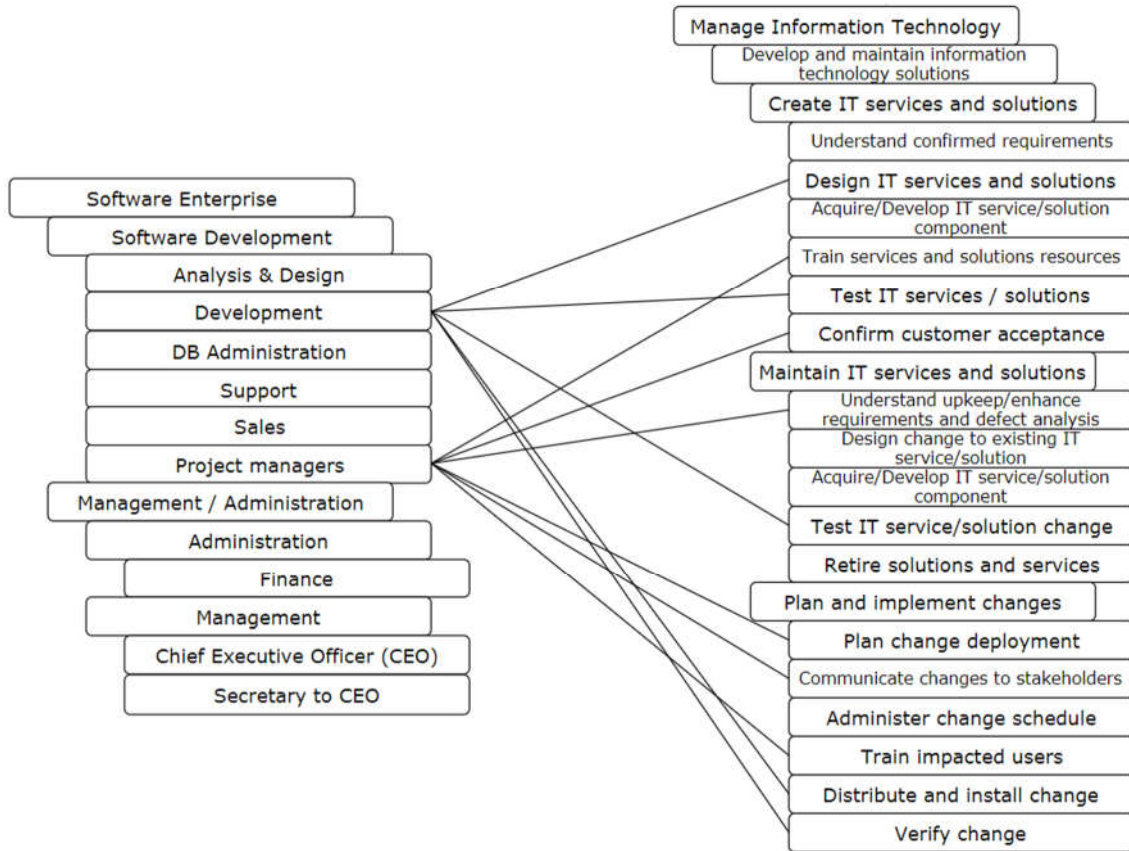 Software Enterprise
Software Development
Analysis & Design
Development
DB Administration
Support
Sales
Project managers
Management / Administration
Administration
Finance
Management
Chief Executive Officer (CEO)
Secretary to CEO
Manage Information Technology
Develop and maintain information
technology solutions
Create IT services and solutions
Understand confirmed requirements
Design IT services and solutions
Acquire/Develop IT service/solution
component
Train services and solutions resources
Test IT services / solutions
Confirm customer acceptance
Maintain IT services and solutions
Understand upkeep/enhance
requirements and defect analysis
Design change to existing IT
service/solution
Acquire/Develop IT service/solution
component
Test IT service/solution change
Retire solutions and services
Plan and implement changes
Plan change deployment
Communicate changes to stakeholders
Administer change schedule
Train impacted users
Distribute and install change
Verify change